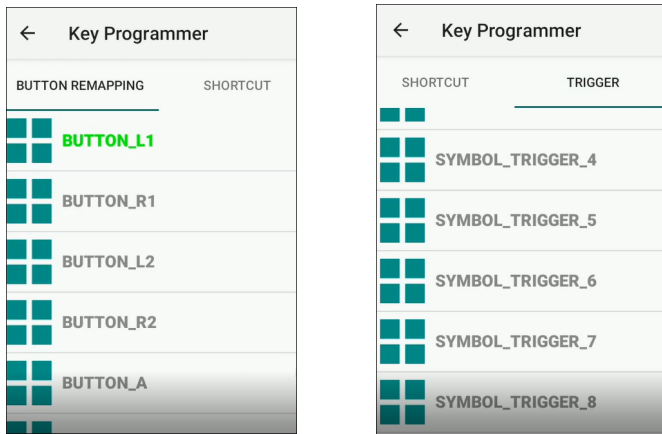 ← Key Programmer
BUTTON REMAPPING SHORTCUT
BUTTON_L1
BUTTON_R1
BUTTON_L2
BUTTON_R2
BUTTON_A
← Key Programmer
SHORTCUT TRIGGER
SYMBOL_TRIGGER_4
SYMBOL_TRIGGER_5
SYMBOL_TRIGGER_6
SYMBOL_TRIGGER_7
SYMBOL_TRIGGER_8